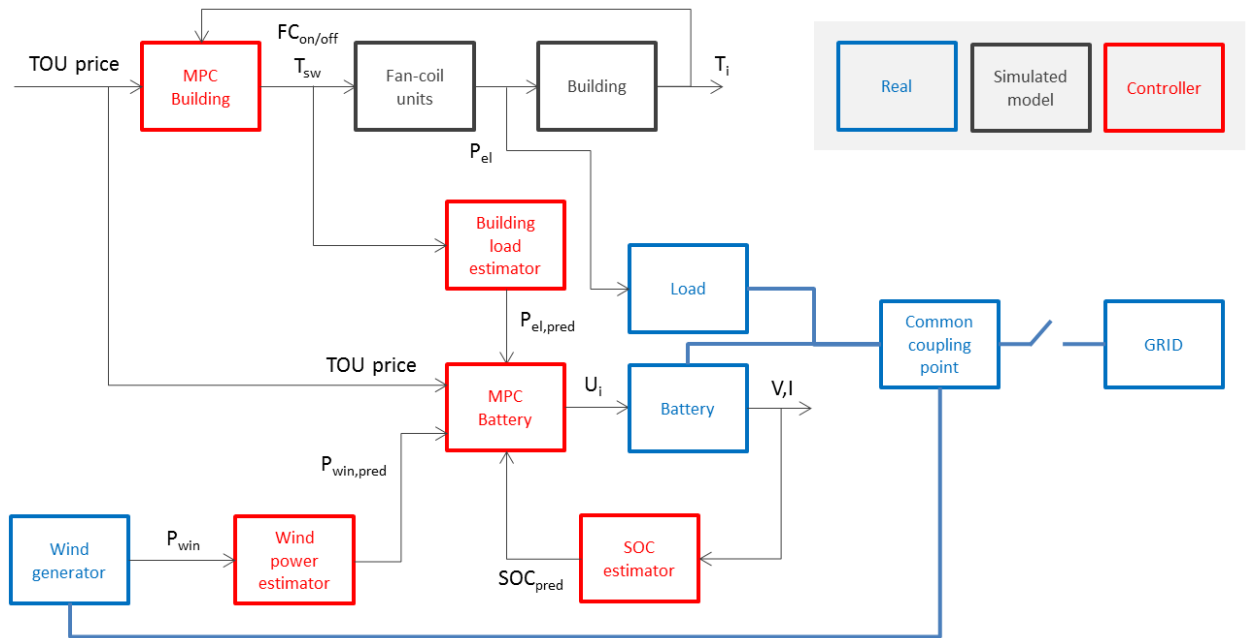 FCon/off
TOU price
Tsw
MPC
Building
Fan-coil
units
Building
Ti
Real
Simulated
model
Controller
Pel
Building
load
estimator
Load
Pel,pred
Common
coupling
point
GRID
TOU price
MPC
Battery
Ui
Battery
V,I
Pwin,pred
Wind
generator
Pwin
Wind
power
estimator
SOCpred
SOC
estimator